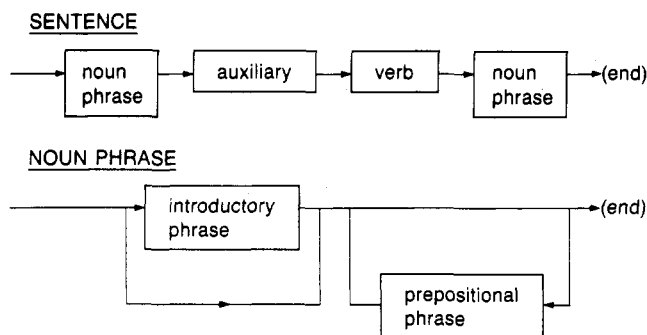 SENTENCE
noun
phrase
auxiliary
verb
noun
phrase
(end)
NOUN PHRASE
introductory
phrase
(end)
prepositional
phrase